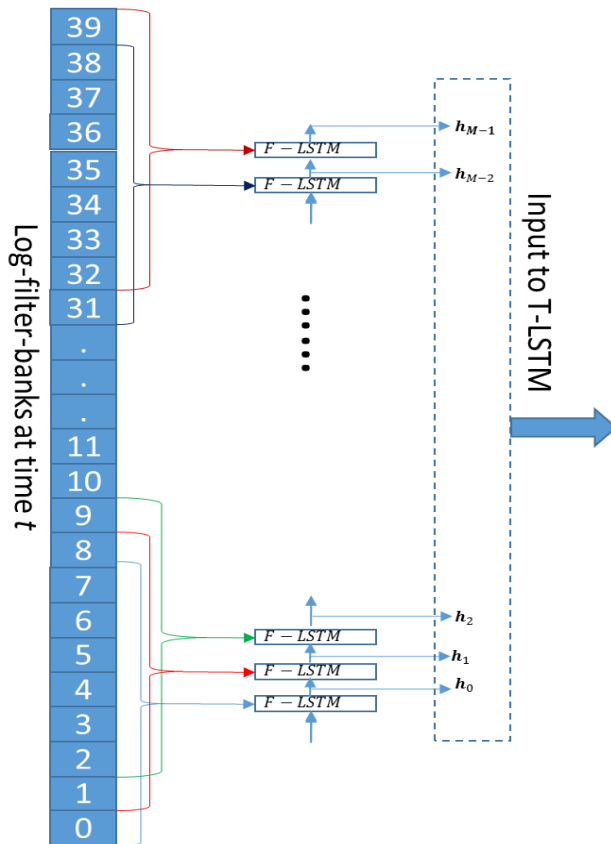 Log-filter-banks at time t
39
38
37
36
35
34
33
32
31
.
.
.
11
10
9
8
7
6
5
4
3
2
1
0
F − LSTM
F − LSTM
......
F − LSTM
F − LSTM
F − LSTM
h_{M−1}
h_{M−2}
h_2
h_1
h_0
Input to T-LSTM